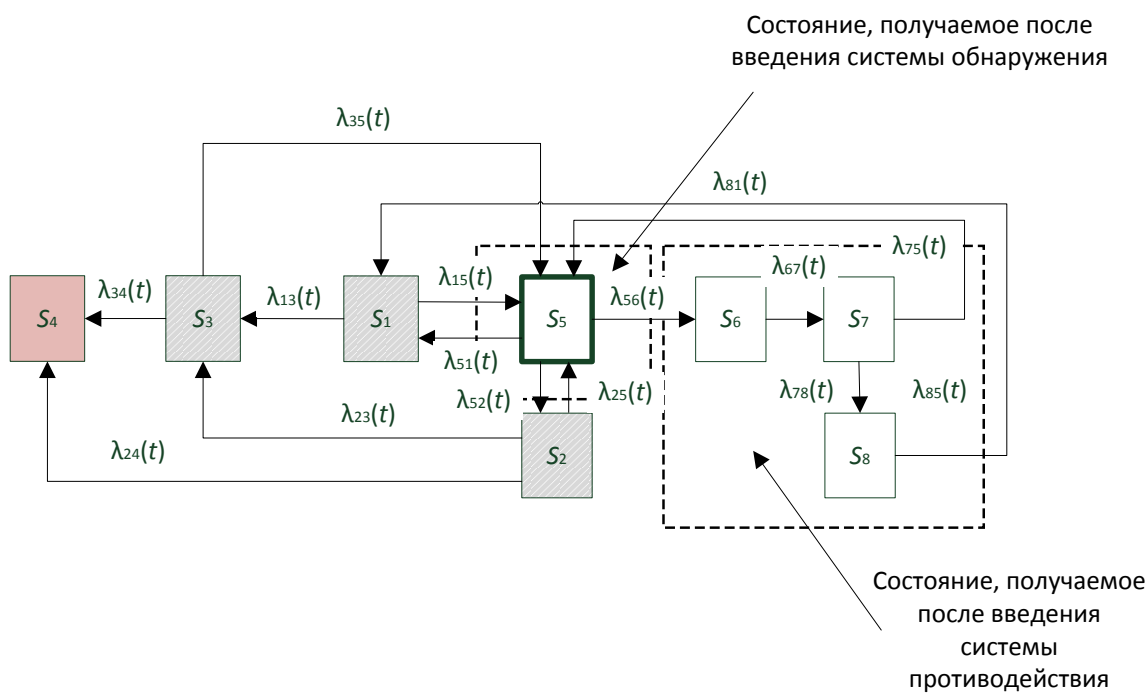 Состояние, получаемое после
введения системы обнаружения
λ35(t)
λ81(t)
λ75(t)
λ34(t)
λ13(t)
λ15(t)
λ56(t)
λ67(t)
S4
S3
S1
S5
S6
S7
λ51(t)
λ52(t)
λ25(t)
λ78(t)
λ85(t)
λ23(t)
λ24(t)
S2
S8
Состояние, получаемое
после введения
системы
противодействия